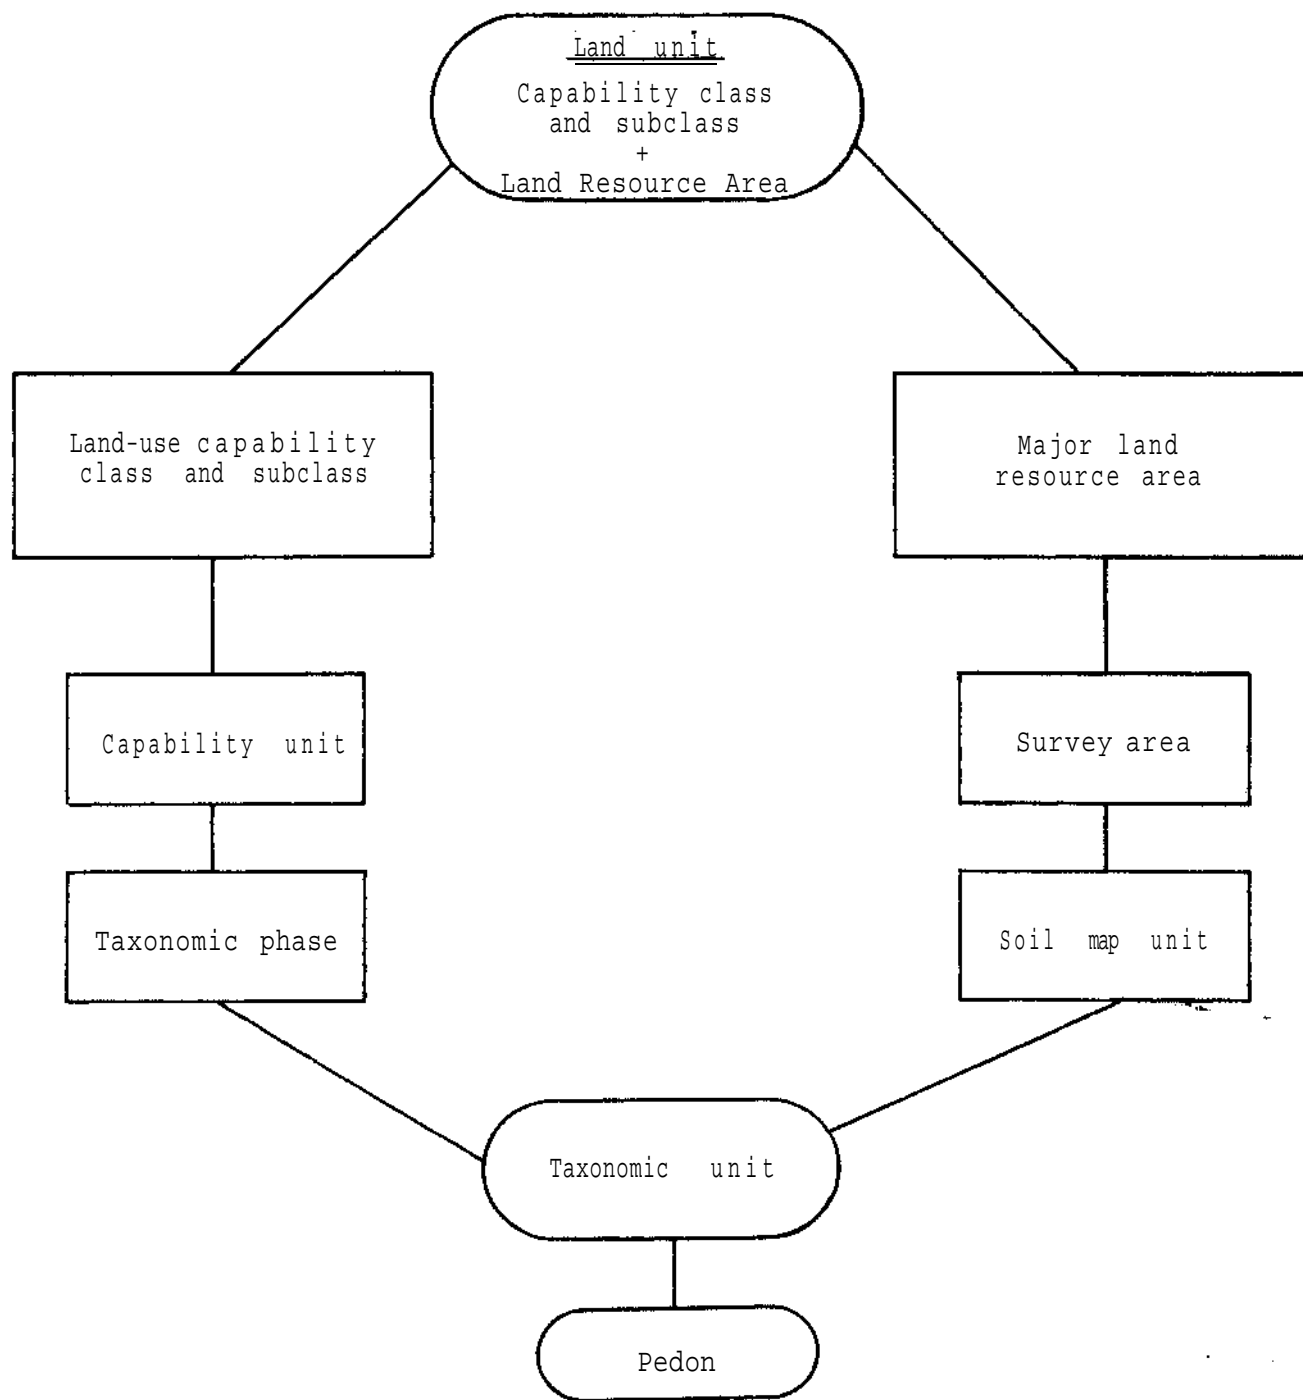 Land unit
Capability class
and subclass
+
Land Resource Area
Land-use capability
class and subclass
Major land
resource area
Capability unit
Survey area
Taxonomic phase
Soil map unit
Taxonomic unit
Pedon